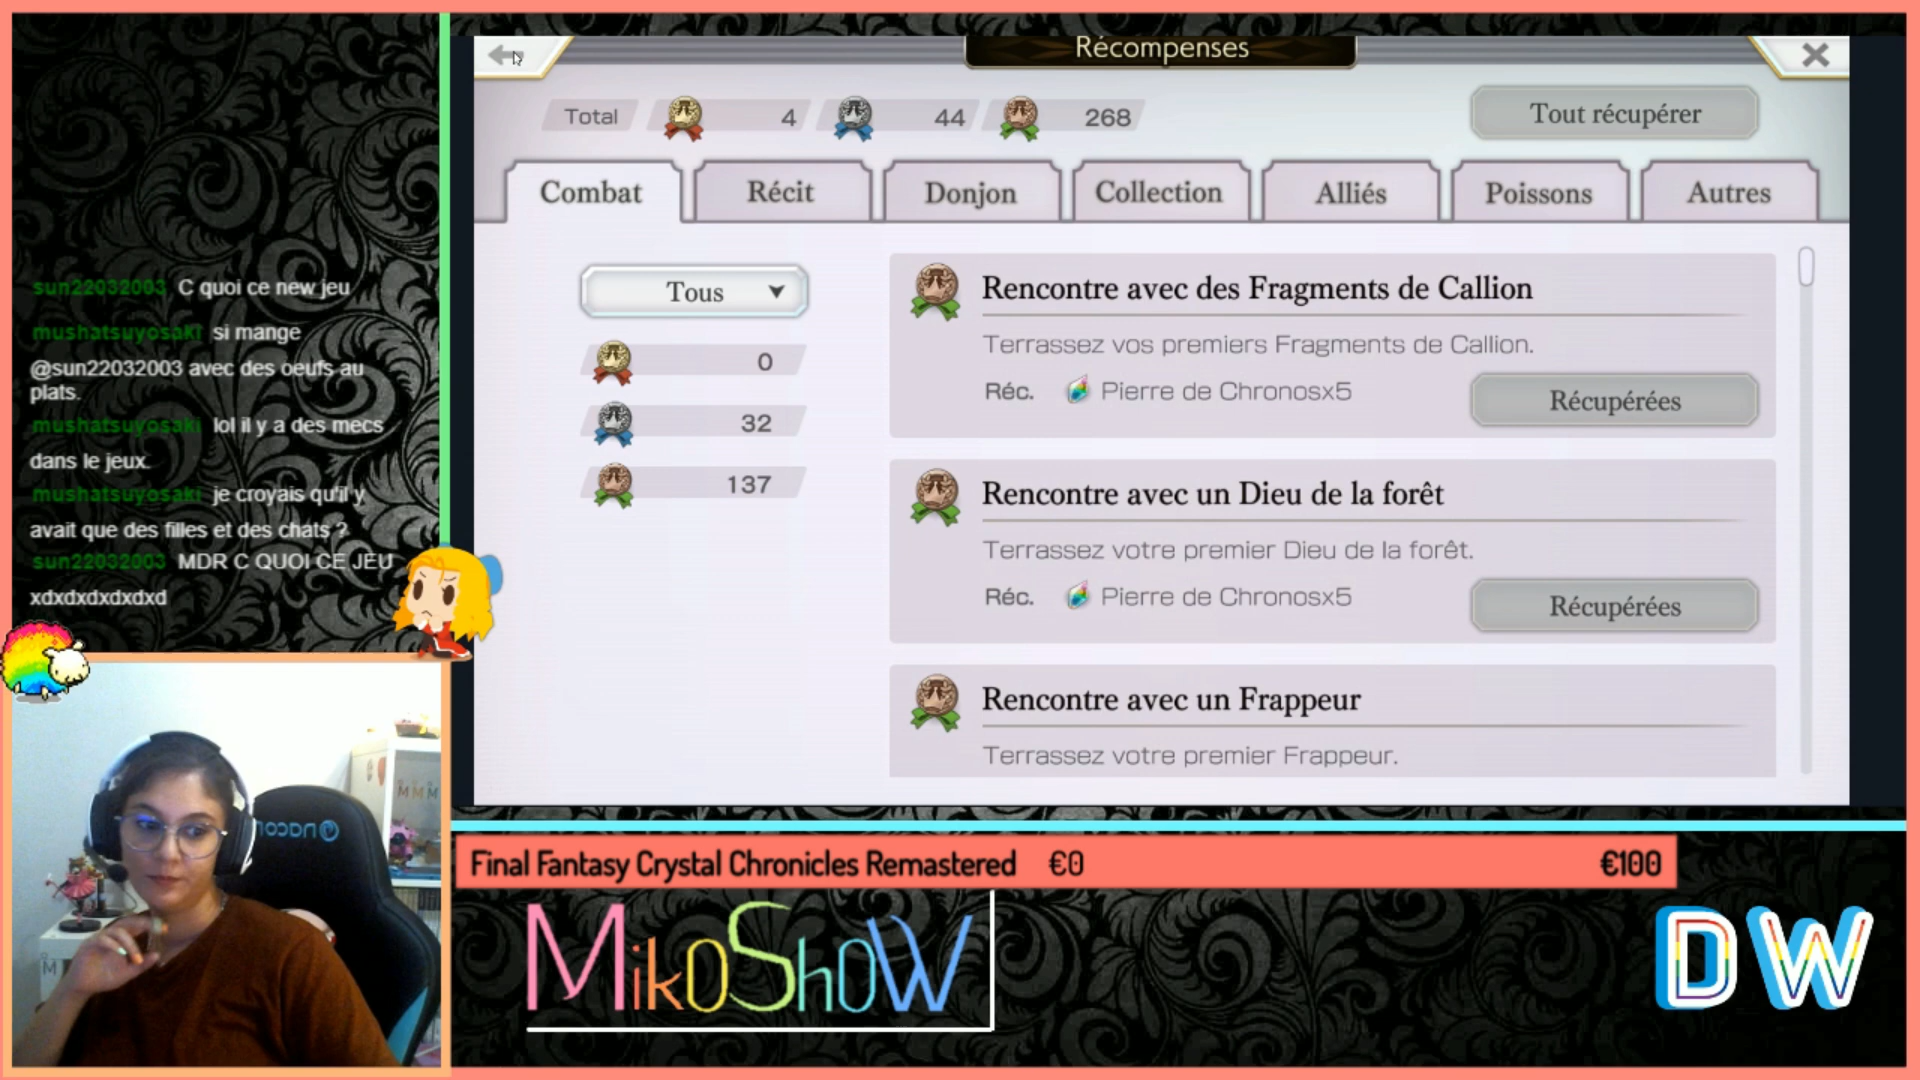 Récompenses
Total 4 44 268
Tout récupérer
Combat Récit Donjon Collection Alliés Poissons Autres
Tous
0
32
137
Rencontre avec des Fragments de Callion
Terrassez vos premiers Fragments de Callion.
Réc. Pierre de Chronosx5
Récupérées
Rencontre avec un Dieu de la forêt
Terrassez votre premier Dieu de la forêt.
Réc. Pierre de Chronosx5
Récupérées
Rencontre avec un Frappeur
Terrassez votre premier Frappeur.
sun22032003 C quoi ce new jeu
mushatsuyosaki si mange
@sun22032003 avec des oeufs au
plats.
mushatsuyosaki lol il y a des mecs
dans le jeux.
mushatsuyosaki je croyais qu'il y
avait que des filles et des chats ?
sun22032003 MDR C QUOI CE JEU
xdxdxdxdxdxd
Final Fantasy Crystal Chronicles Remastered €0 €100
MikoShoW
DW